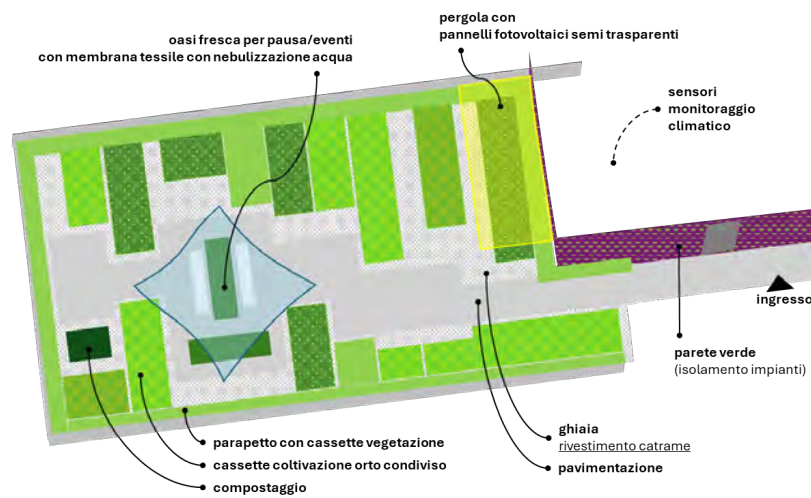 pergola con
pannelli fotovoltaici semi trasparenti
oasi fresca per pausa/eventi
con membrana tessile con nebulizzazione acqua
sensori
monitoraggio
climatico
ingresso
parete verde
(isolamento impianti)
ghiaia
rivestimento catrame
pavimentazione
parapetto con cassette vegetazione
cassette coltivazione orto condiviso
compostaggio